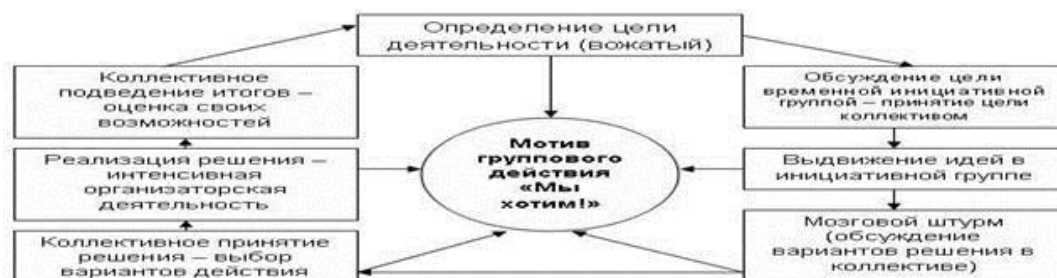 Определение цели
деятельности (вожатый)
Коллективное
подведение итогов –
оценка своих
возможностей
Обсуждение цели
временной инициативной
группой – принятие цели
коллективом
Мотив
группового
действия
«Мы
хотим!»
Реализация решения –
интенсивная
организаторская
деятельность
Выдвижение идей в
инициативной группе.
Коллективное принятие
решения – выбор
вариантов действия
Мозговой штурм
(обсуждение
вариантов решения в
коллективе)